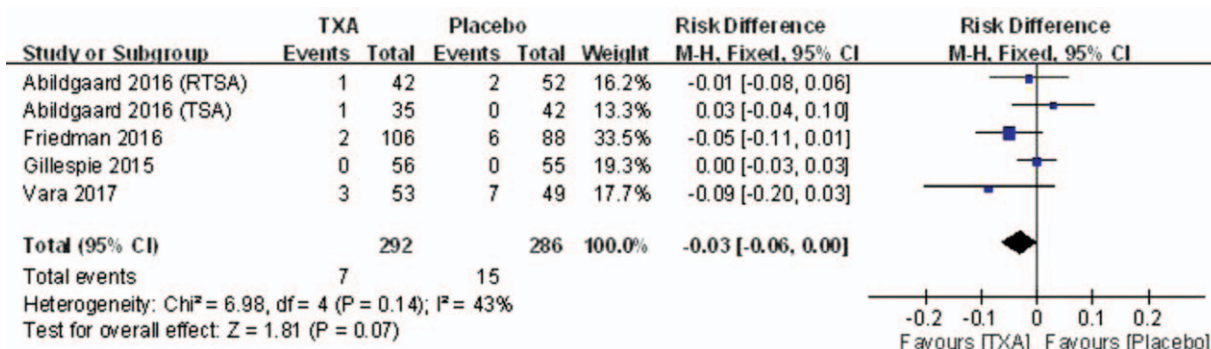 TXA Placebo Risk Difference Risk Difference
Study or Subgroup Events Total Events Total Weight M-H, Fixed, 95% CI M-H, Fixed, 95% CI
Abildgaard 2016 (RTSA) 1 42 2 52 16.2% -0.01 [-0.08, 0.06]
Abildgaard 2016 (TSA) 1 35 0 42 13.3% 0.03 [-0.04, 0.10]
Friedman 2016 2 106 6 88 33.5% -0.05 [-0.11, 0.01]
Gillespie 2015 0 56 0 55 19.3% 0.00 [-0.03, 0.03]
Vara 2017 3 53 7 49 17.7% -0.09 [-0.20, 0.03]
Total (95% CI) 292 286 100.0% -0.03 [-0.06, 0.00]
Total events 7 15
Heterogeneity: Chi² = 6.98, df = 4 (P = 0.14); I² = 43%
Test for overall effect: Z = 1.81 (P = 0.07)
-0.2 -0.1 0 0.1 0.2
Favours [TXA] Favours [Placebo]